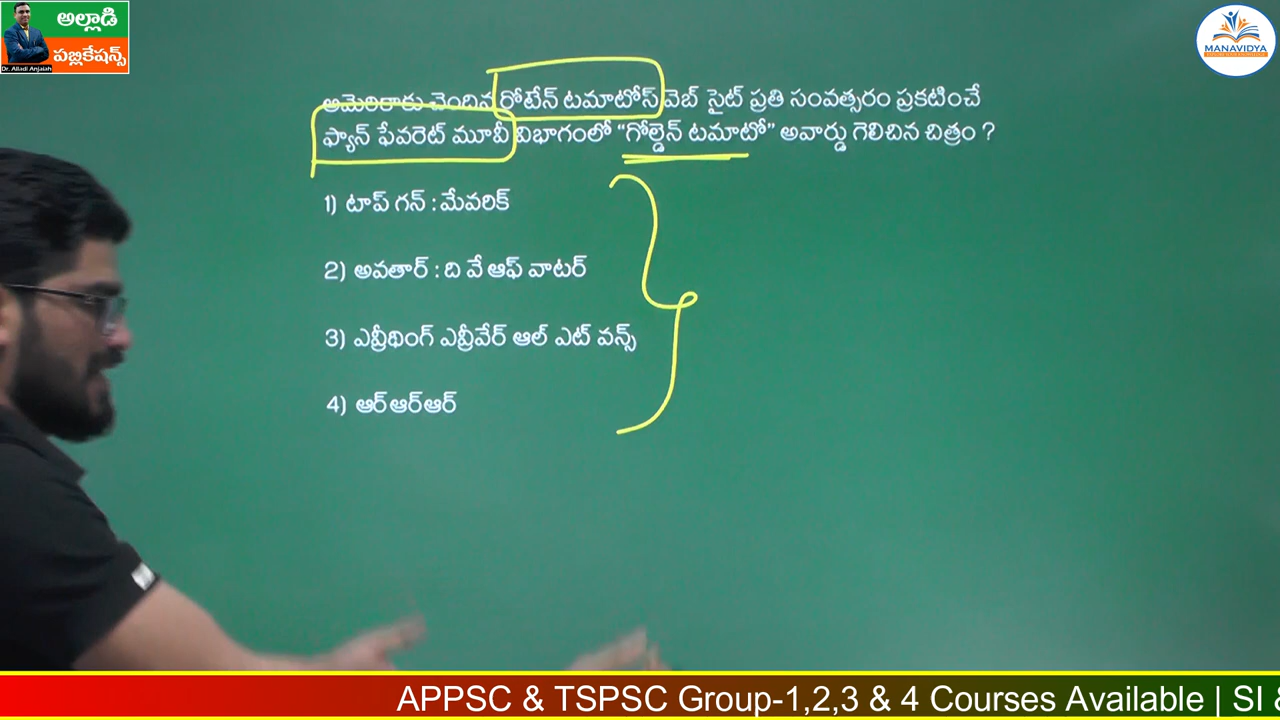 అల్లాడి
పబ్లికేషన్స్
Dr. Alladi Anjaiah
MANAVIDYA
అమెరికాకు చెందిన రోటేన్ టమాటోస్ వెబ్ సైట్ ప్రతి సంవత్సరం ప్రకటించే
ఫ్యాన్ ఫేవరెట్ మూవీ విభాగంలో "గోల్డెన్ టమాటో" అవార్డు గెలిచిన చిత్రం ?
1) టాప్ గన్ : మేవరిక్
2) అవతార్ : ది వే ఆఫ్ వాటర్
3) ఎవ్రీథింగ్ ఎవ్రీవేర్ ఆల్ ఎట్ వన్స్
4) ఆర్ఆర్ఆర్
APPSC & TSPSC Group-1,2,3 & 4 Courses Available | SI &